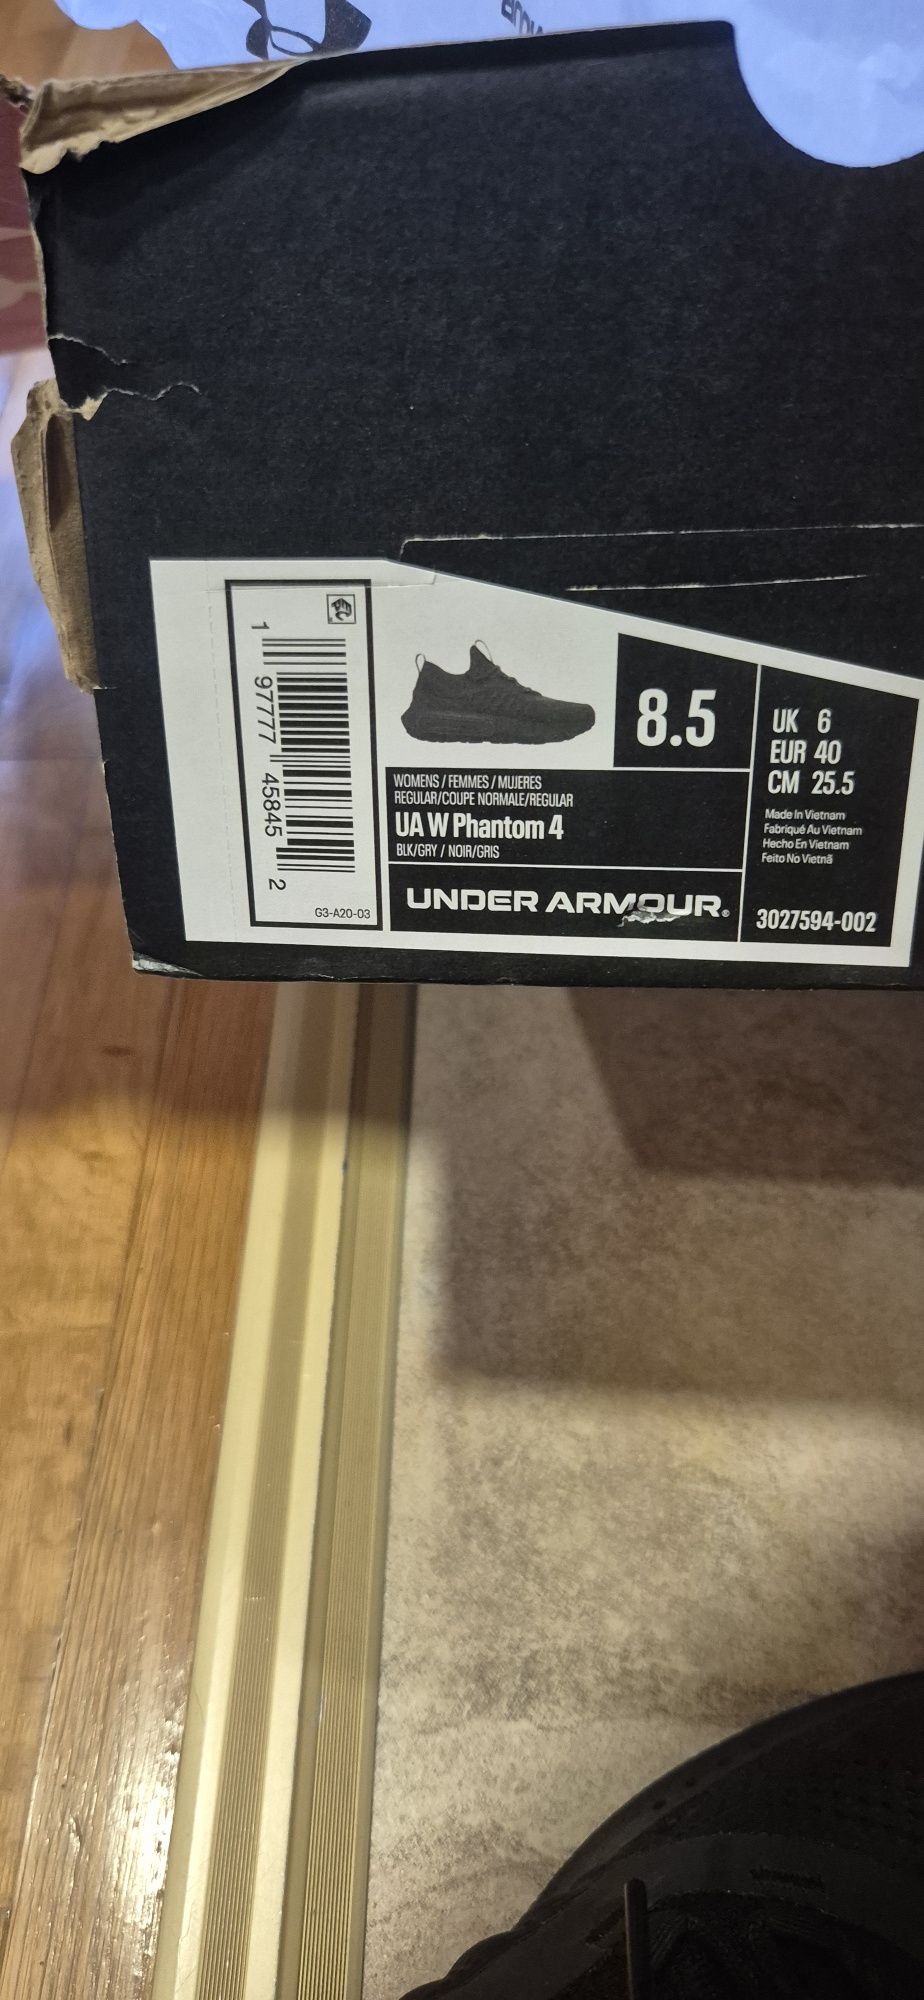 1 97777 45845 2
G3-A20-03
8.5
UK 6
EUR 40
CM 25.5
WOMENS / FEMMES / MUJERES
REGULAR/COUPE NORMALE/REGULAR
UA W Phantom 4
BLK/GRY / NOIR/GRIS
Made In Vietnam
Fabriqué Au Vietnam
Hecho En Vietnam
Feito No Vietnã
UNDER ARMOUR®
3027594-002